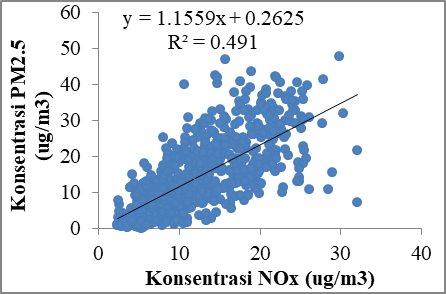 y = 1.1559x + 0.2625
R² = 0.491
Konsentrasi PM2.5
(ug/m3)
60
50
40
30
20
10
0
0 10 20 30 40
Konsentrasi NOx (ug/m3)